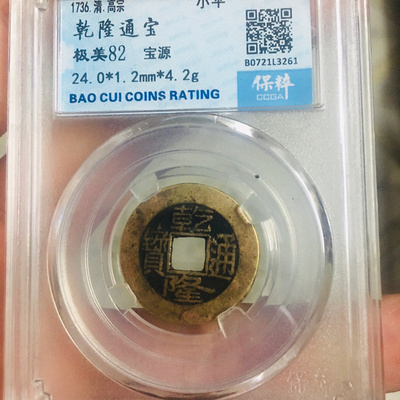 1736.清.高宗 小平
乾隆通宝
极美82 宝源
24.0*1.2mm*4.2g
B0721L3261
保粹
CCGA
BAO CUI COINS RATING
乾隆通寶